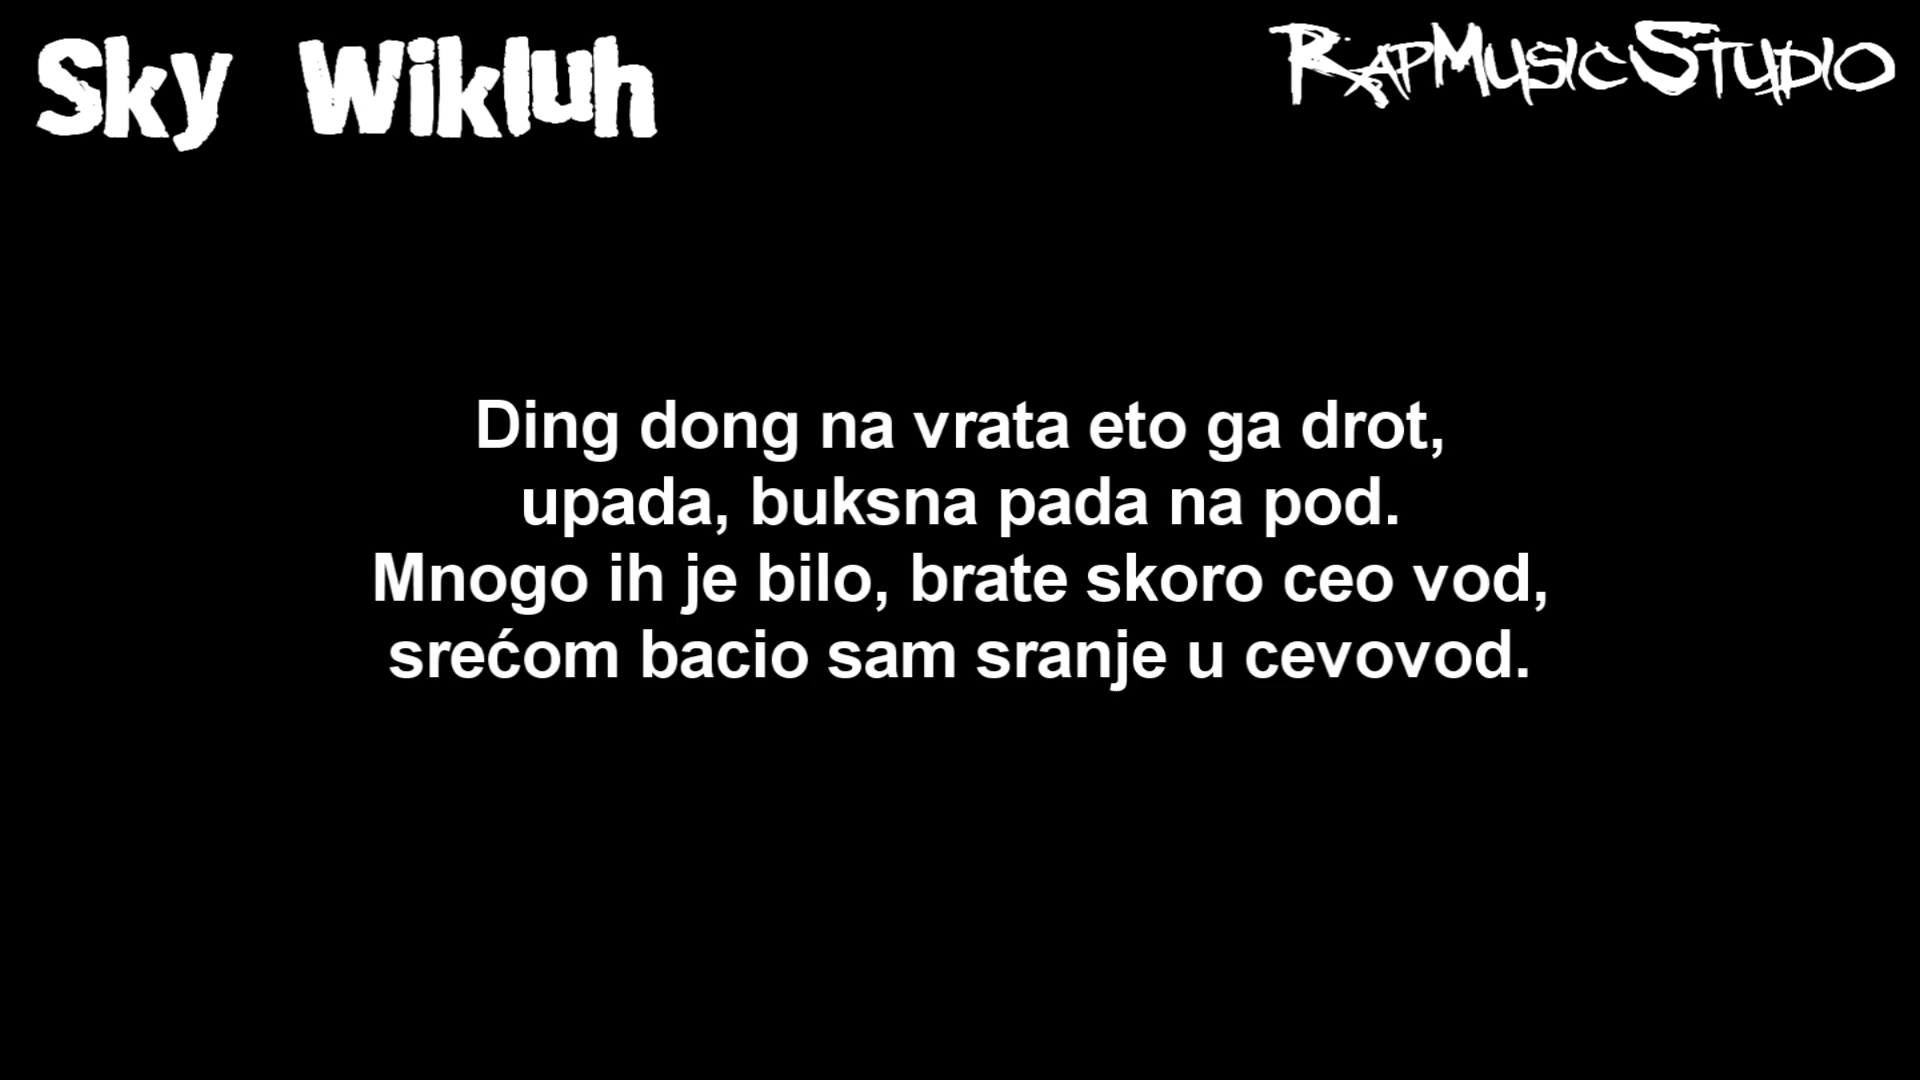 Sky Wikluh
RapMusicStudio
Ding dong na vrata eto ga drot,
upada, buksna pada na pod.
Mnogo ih je bilo, brate skoro ceo vod,
srećom bacio sam sranje u cevovod.